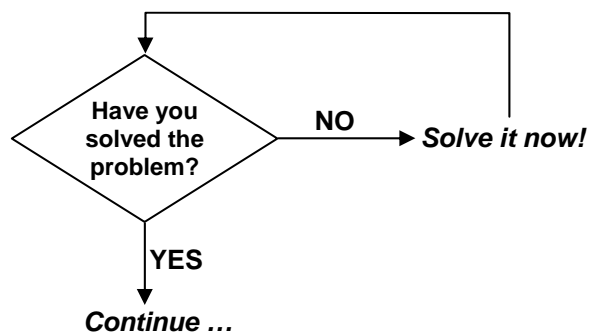 Have you
solved the
problem?
NO
Solve it now!
YES
Continue …